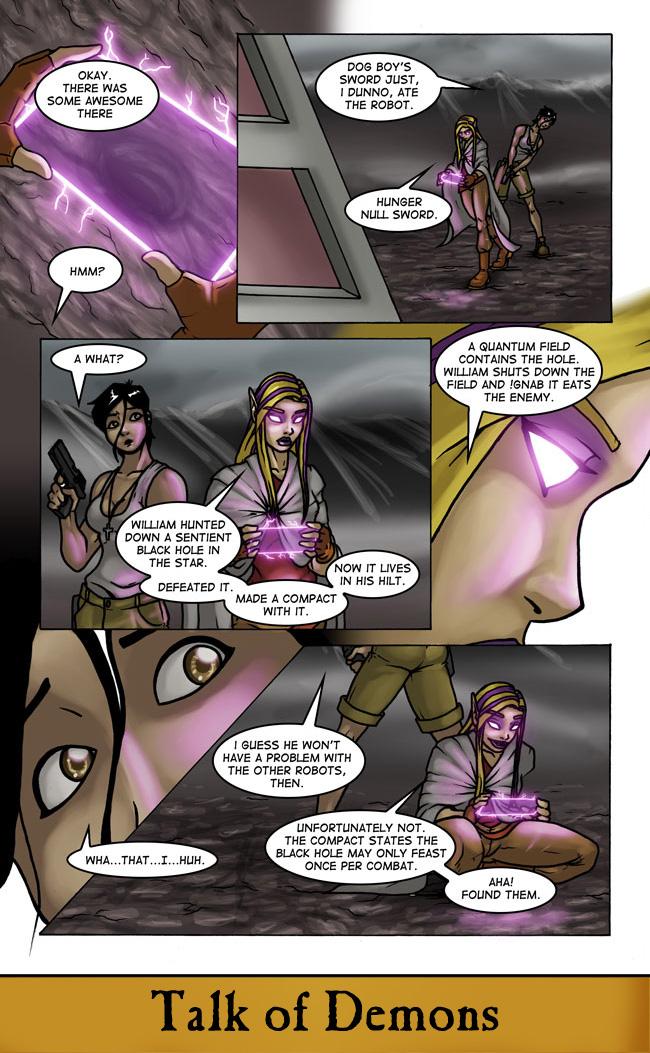 OKAY.
THERE WAS
SOME AWESOME
THERE
HMM?
DOG BOY'S
SWORD JUST,
I DUNNO, ATE
THE ROBOT.
HUNGER
NULL SWORD.
A WHAT?
WILLIAM HUNTED
DOWN A SENTIENT
BLACK HOLE IN
THE STAR.
DEFEATED IT.
MADE A COMPACT
WITH IT.
NOW IT LIVES
IN HIS HILT.
A QUANTUM FIELD
CONTAINS THE HOLE.
WILLIAM SHUTS DOWN THE
FIELD AND !GNAB IT EATS
THE ENEMY.
WHA...THAT...I...HUH.
I GUESS HE WON'T
HAVE A PROBLEM WITH
THE OTHER ROBOTS,
THEN.
UNFORTUNATELY NOT.
THE COMPACT STATES THE
BLACK HOLE MAY ONLY FEAST
ONCE PER COMBAT.
AHA!
FOUND THEM.
Talk of Demons